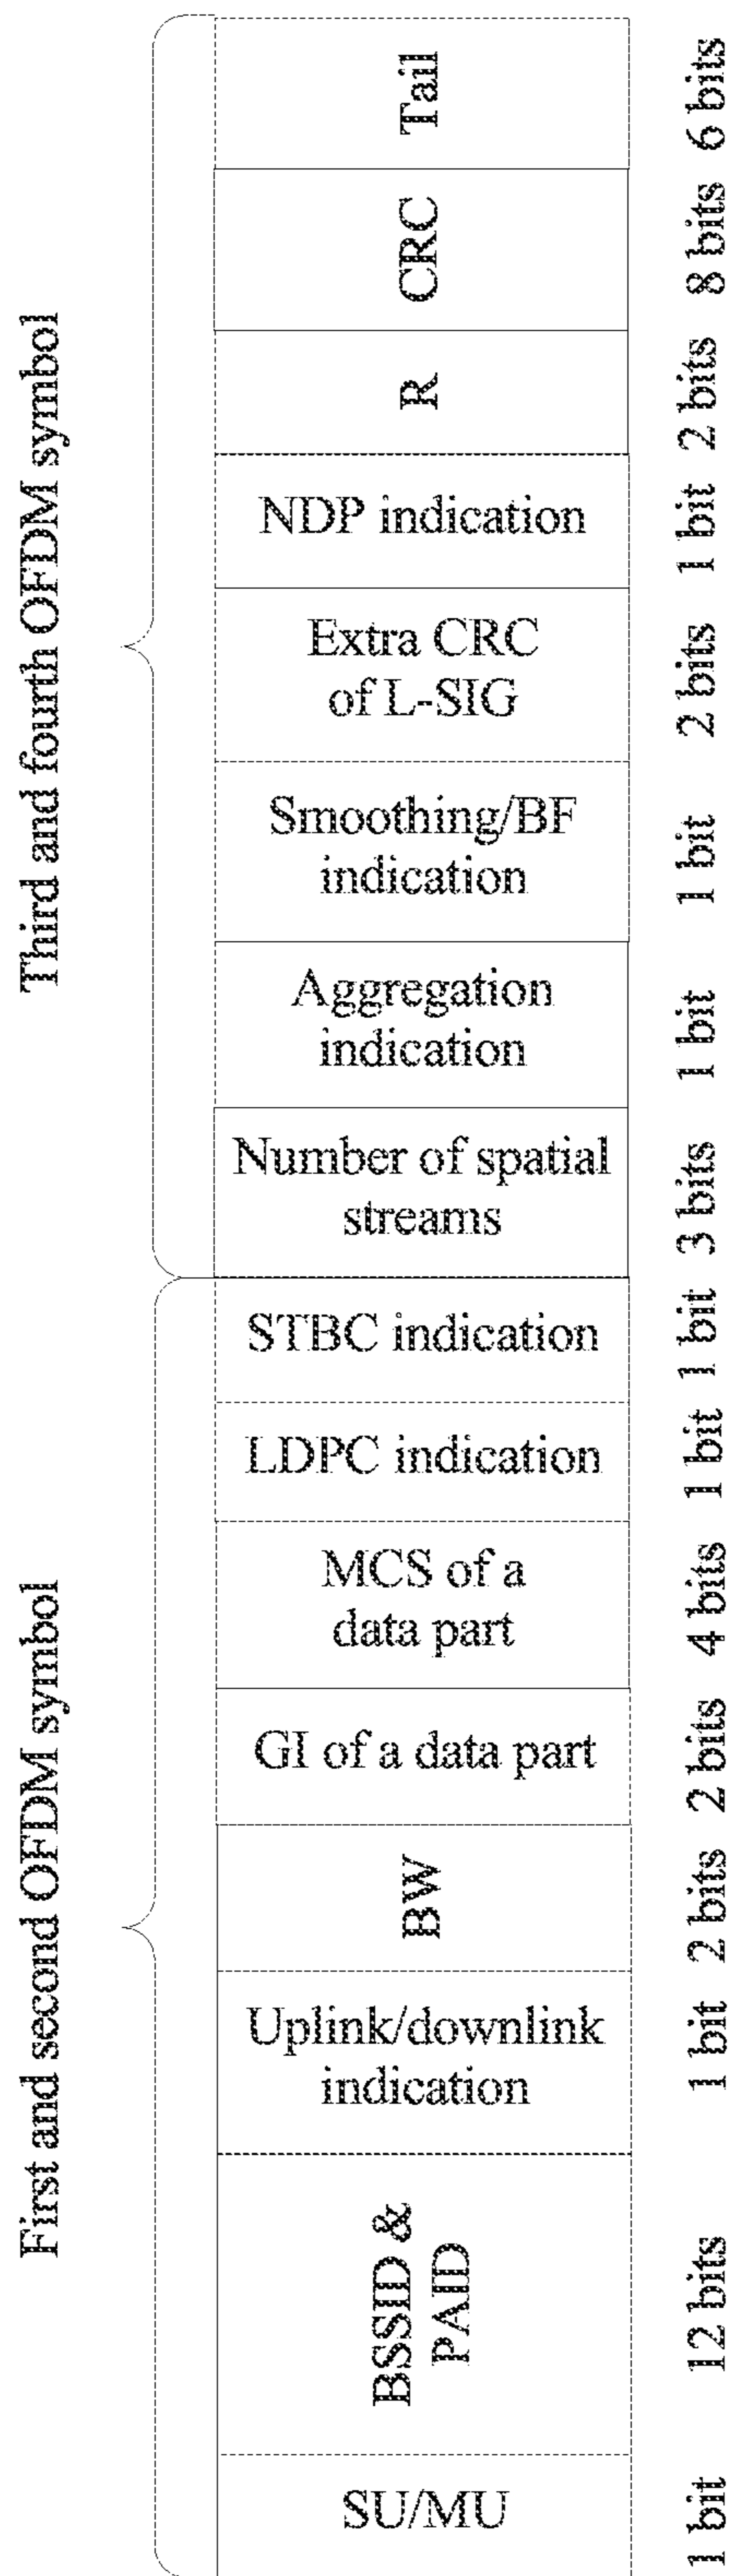 Third and fourth OFDM symbol
Tail
6 bits
CRC
8 bits
R
2 bits
NDP indication
1 bit
Extra CRC
of L-SIG
2 bits
Smoothing/BF
indication
1 bit
Aggregation
indication
1 bit
Number of spatial
streams
3 bits
First and second OFDM symbol
STBC indication
1 bit
LDPC indication
1 bit
MCS of a
data part
4 bits
GI of a data part
2 bits
BW
2 bits
Uplink/downlink
indication
1 bit
BSSID &
PAID
12 bits
SU/MU
1 bit